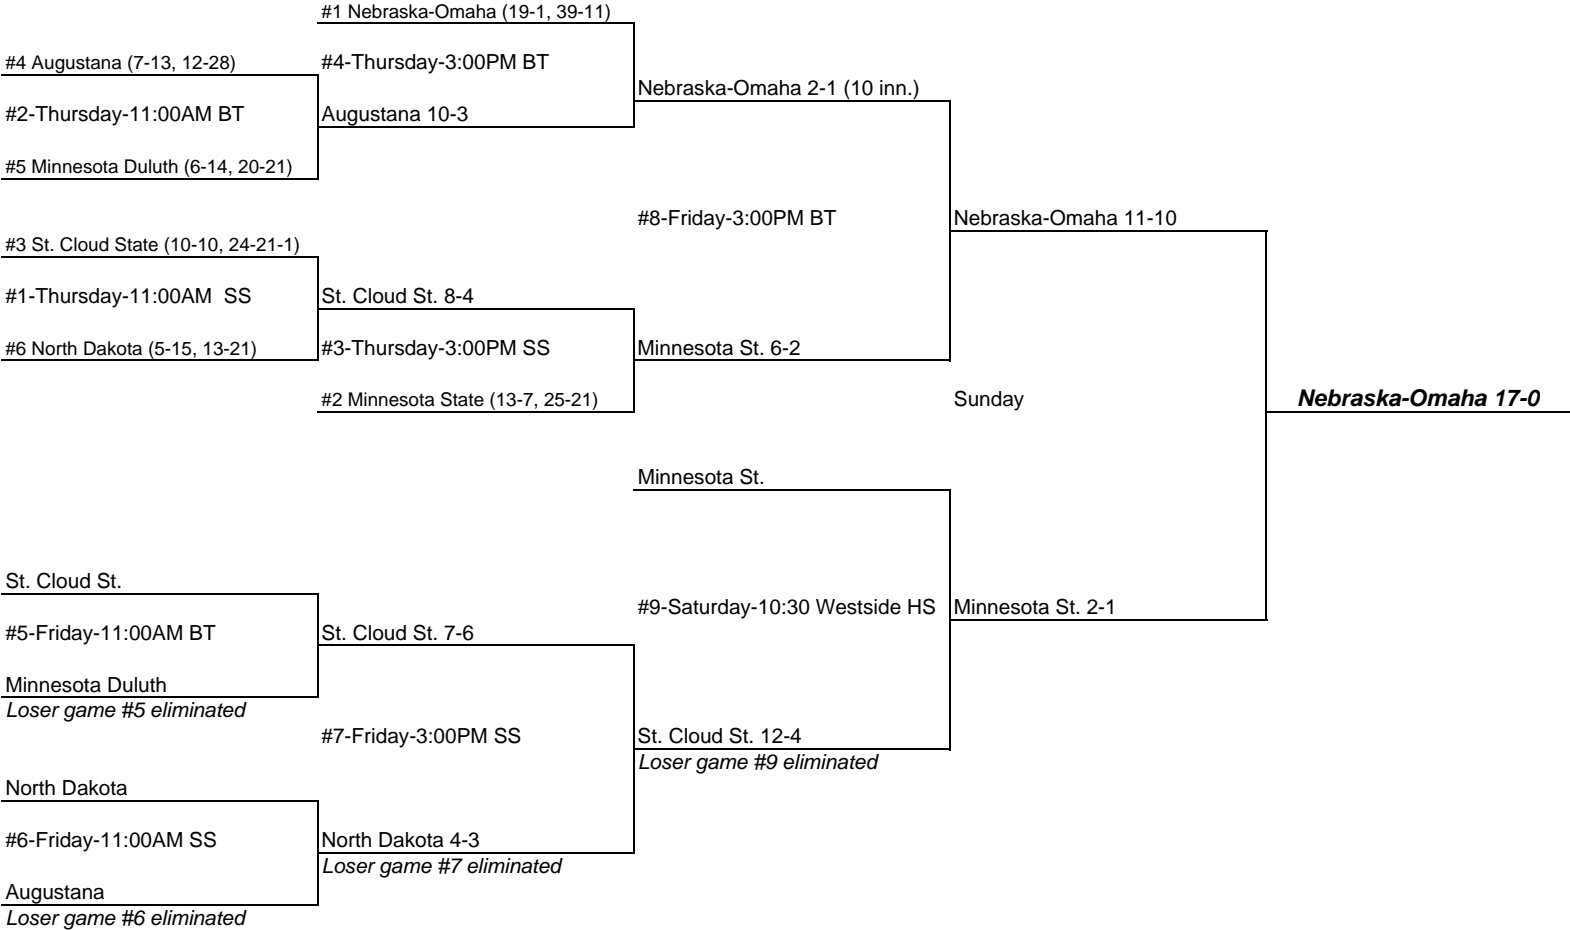 #1 Nebraska-Omaha (19-1, 39-11)
#4 Augustana (7-13, 12-28)
#4-Thursday-3:00PM BT
Nebraska-Omaha 2-1 (10 inn.)
#2-Thursday-11:00AM BT
Augustana 10-3
#5 Minnesota Duluth (6-14, 20-21)
#8-Friday-3:00PM BT
Nebraska-Omaha 11-10
#3 St. Cloud State (10-10, 24-21-1)
#1-Thursday-11:00AM  SS
St. Cloud St. 8-4
#6 North Dakota (5-15, 13-21)
#3-Thursday-3:00PM SS
Minnesota St. 6-2
#2 Minnesota State (13-7, 25-21)
Sunday
Nebraska-Omaha 17-0
Minnesota St.
St. Cloud St.
#9-Saturday-10:30 Westside HS
Minnesota St. 2-1
#5-Friday-11:00AM BT
St. Cloud St. 7-6
Minnesota Duluth
Loser game #5 eliminated
#7-Friday-3:00PM SS
St. Cloud St. 12-4
Loser game #9 eliminated
North Dakota
#6-Friday-11:00AM SS
North Dakota 4-3
Loser game #7 eliminated
Augustana
Loser game #6 eliminated